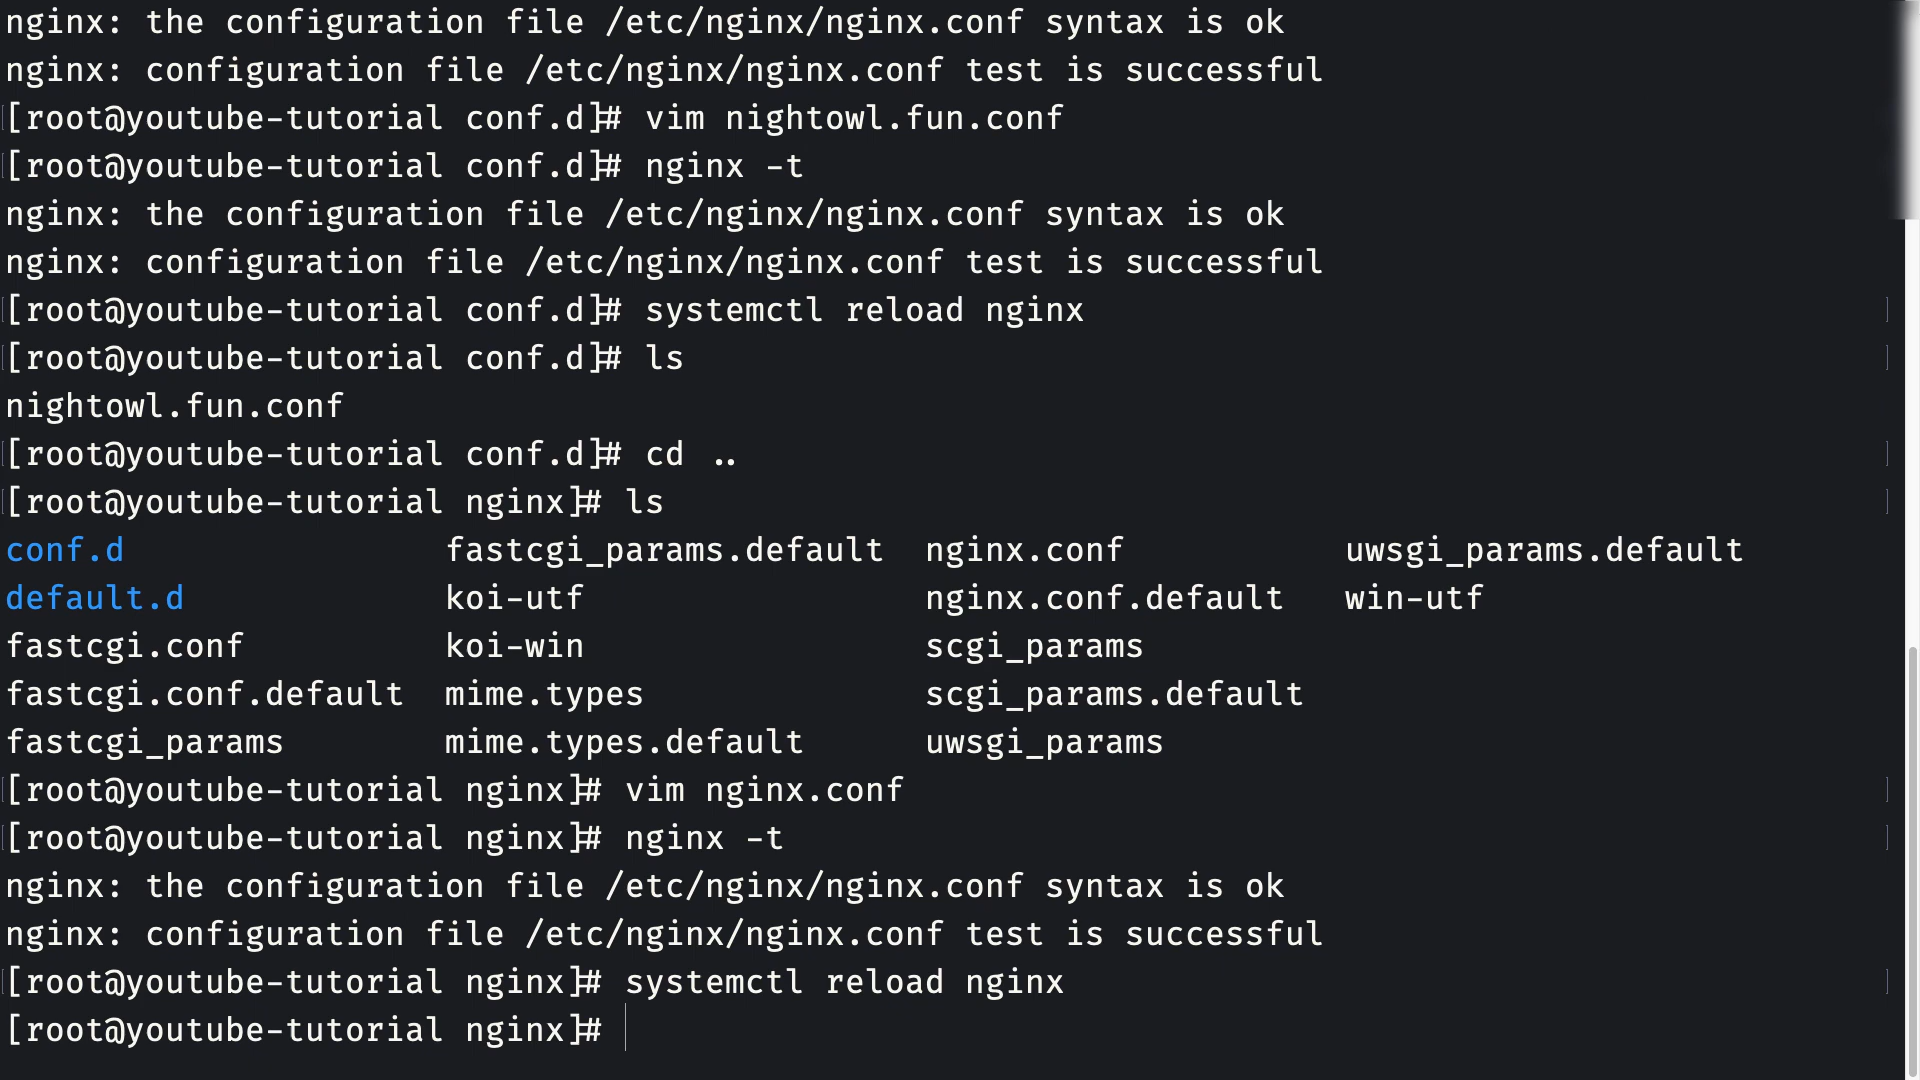 nginx: the configuration file /etc/nginx/nginx.conf syntax is ok
nginx: configuration file /etc/nginx/nginx.conf test is successful
[root@youtube-tutorial conf.d]# vim nightowl.fun.conf
[root@youtube-tutorial conf.d]# nginx -t
nginx: the configuration file /etc/nginx/nginx.conf syntax is ok
nginx: configuration file /etc/nginx/nginx.conf test is successful
[root@youtube-tutorial conf.d]# systemctl reload nginx
[root@youtube-tutorial conf.d]# ls
nightowl.fun.conf
[root@youtube-tutorial conf.d]# cd ..
[root@youtube-tutorial nginx]# ls
conf.d fastcgi_params.default nginx.conf uwsgi_params.default
default.d koi-utf nginx.conf.default win-utf
fastcgi.conf koi-win scgi_params
fastcgi.conf.default mime.types scgi_params.default
fastcgi_params mime.types.default uwsgi_params
[root@youtube-tutorial nginx]# vim nginx.conf
[root@youtube-tutorial nginx]# nginx -t
nginx: the configuration file /etc/nginx/nginx.conf syntax is ok
nginx: configuration file /etc/nginx/nginx.conf test is successful
[root@youtube-tutorial nginx]# systemctl reload nginx
[root@youtube-tutorial nginx]#